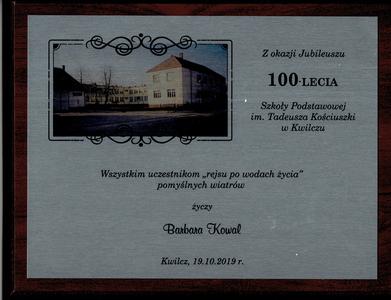 Z okazji Jubileuszu
100-LECIA
Szkoły Podstawowej
im. Tadeusza Kościuszki
w Kwilczu
Wszystkim uczestnikom „rejsu po wodach życia”
pomyślnych wiatrów
życzy
Barbara Kowal
Kwilcz, 19.10.2019 r.